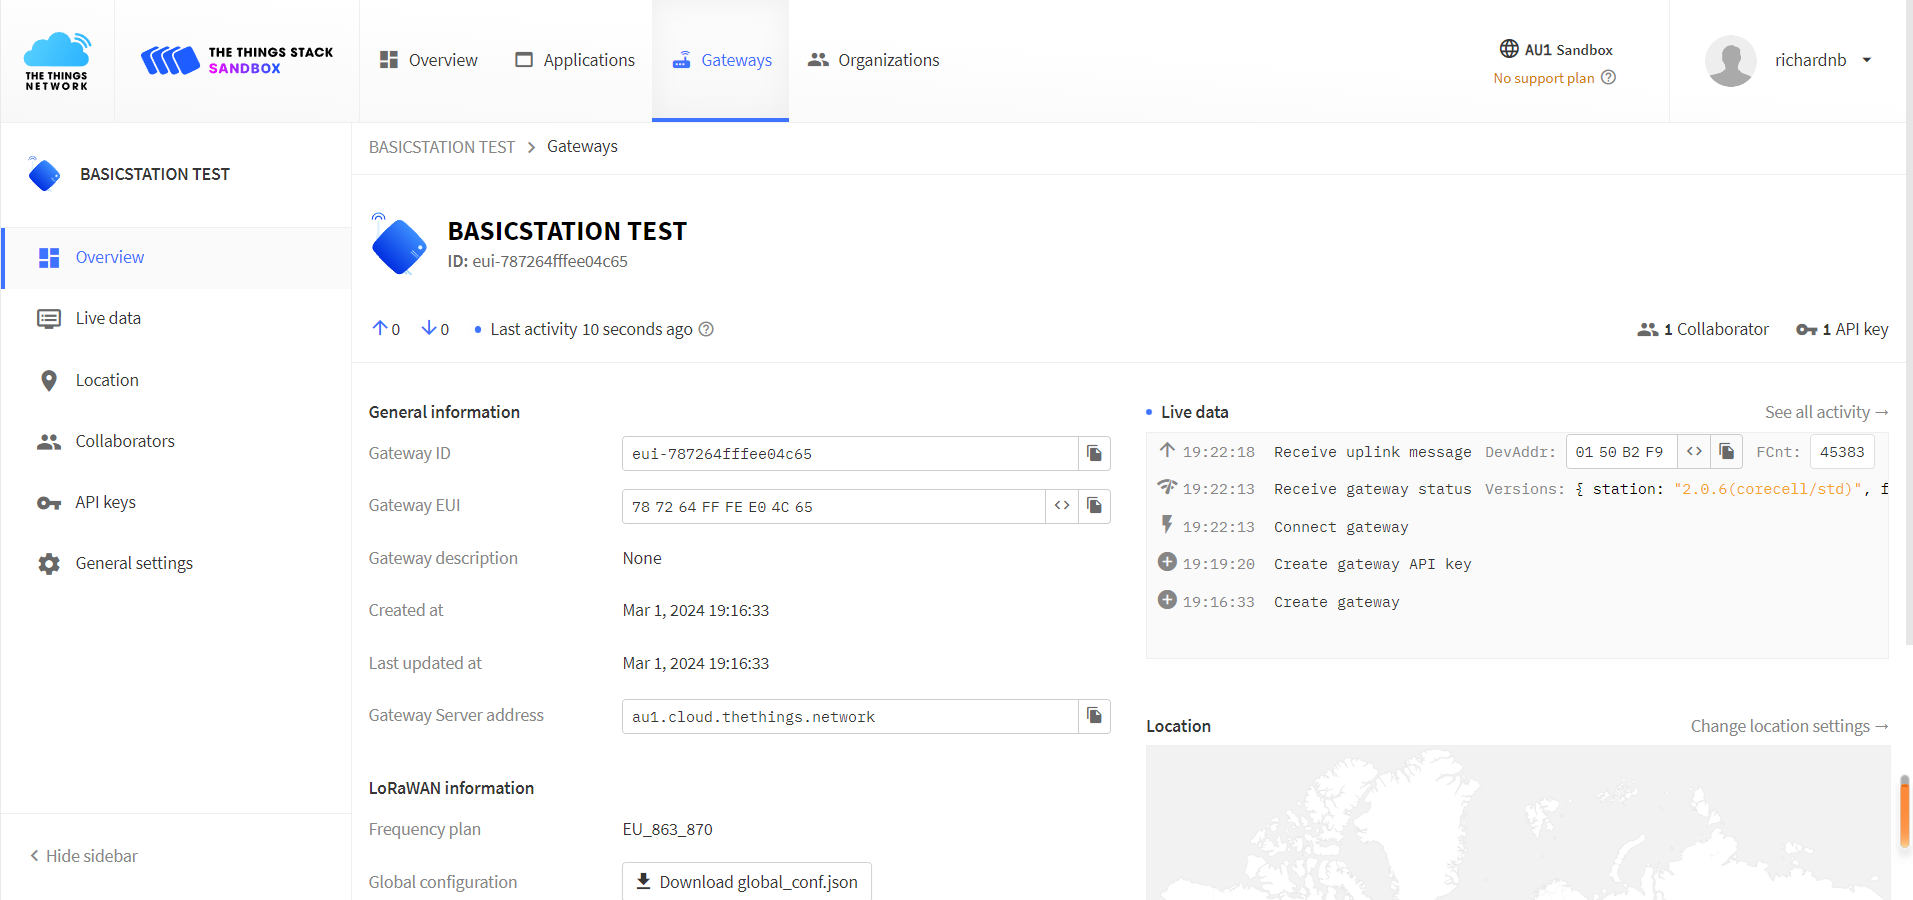 THE THINGS NETWORK
THE THINGS STACK SANDBOX
Overview
Applications
Gateways
Organizations
AU1 Sandbox
No support plan
richardnb
BASICSTATION TEST
Overview
Live data
Location
Collaborators
API keys
General settings
Hide sidebar
BASICSTATION TEST > Gateways
BASICSTATION TEST
ID: eui-787264fffee04c65
0 0 Last activity 10 seconds ago
1 Collaborator 1 API key
General information
Gateway ID eui-787264fffee04c65
Gateway EUI 78 72 64 FF FE E0 4C 65 <>
Gateway description None
Created at Mar 1, 2024 19:16:33
Last updated at Mar 1, 2024 19:16:33
Gateway Server address au1.cloud.thethings.network
LoRaWAN information
Frequency plan EU_863_870
Global configuration Download global_conf.json
Live data See all activity →
19:22:18 Receive uplink message DevAddr: 01 50 B2 F9 <> FCnt: 45383
19:22:13 Receive gateway status Versions: { station: "2.0.6(corecell/std)", f
19:22:13 Connect gateway
19:19:20 Create gateway API key
19:16:33 Create gateway
Location Change location settings →